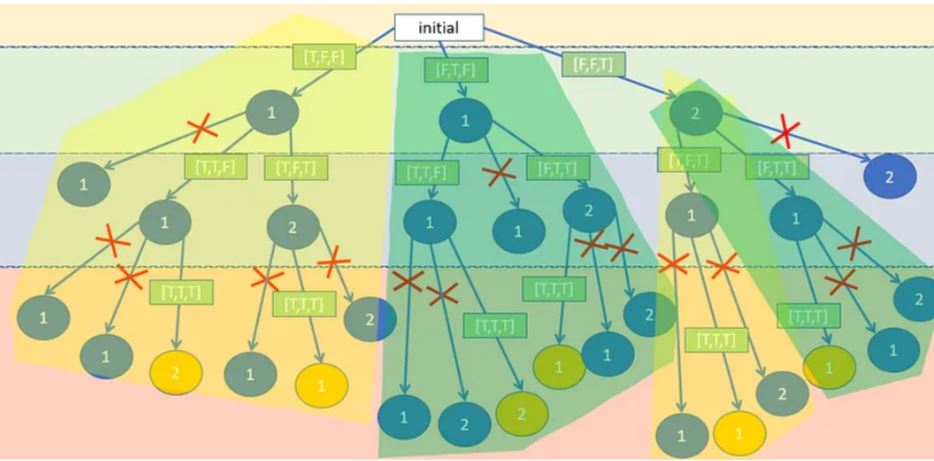 initial
[T,F,F]
[F,T,F]
[F,F,T]
1
1
2
[T,T,F]
[T,F,T]
[T,T,F]
[F,T,T]
[T,F,T]
[F,T,T]
1
2
1
2
1
1
2
1
1
[T,T,T]
[T,T,T]
[T,T,T]
[T,T,T]
[T,T,T]
[T,T,T]
1
1
2
1
1
2
1
2
2
1
1
2
1
1
2
1
1
2